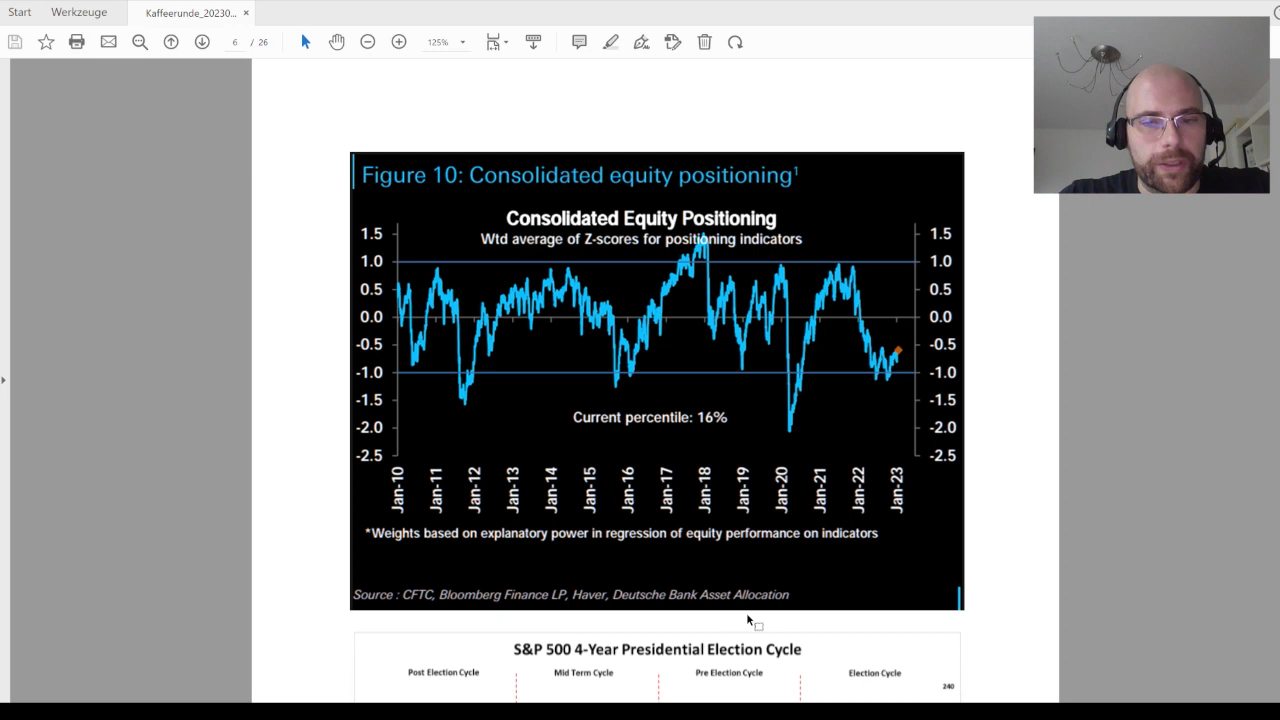 Start Werkzeuge Kaffeerunde_20230... ×
6 / 26 125%
Figure 10: Consolidated equity positioning¹
Consolidated Equity Positioning
Wtd average of Z-scores for positioning indicators
1.5 1.5
1.0 1.0
0.5 0.5
0.0 0.0
-0.5 -0.5
-1.0 -1.0
-1.5 -1.5
Current percentile: 16%
-2.0 -2.0
-2.5 -2.5
Jan-10 Jan-11 Jan-12 Jan-13 Jan-14 Jan-15 Jan-16 Jan-17 Jan-18 Jan-19 Jan-20 Jan-21 Jan-22 Jan-23
*Weights based on explanatory power in regression of equity performance on indicators
Source : CFTC, Bloomberg Finance LP, Haver, Deutsche Bank Asset Allocation
S&P 500 4-Year Presidential Election Cycle
Post Election Cycle Mid Term Cycle Pre Election Cycle Election Cycle
240